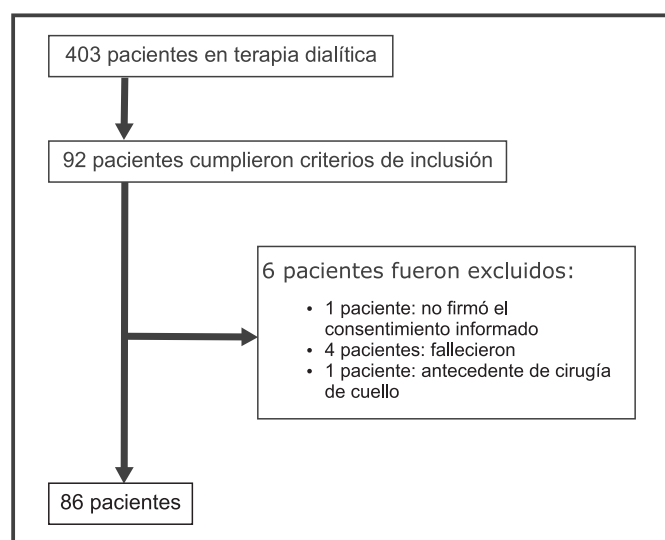 403 pacientes en terapia dialítica
92 pacientes cumplieron criterios de inclusión
6 pacientes fueron excluidos:
• 1 paciente: no firmó el
consentimiento informado
• 4 pacientes: fallecieron
• 1 paciente: antecedente de cirugía
de cuello
86 pacientes